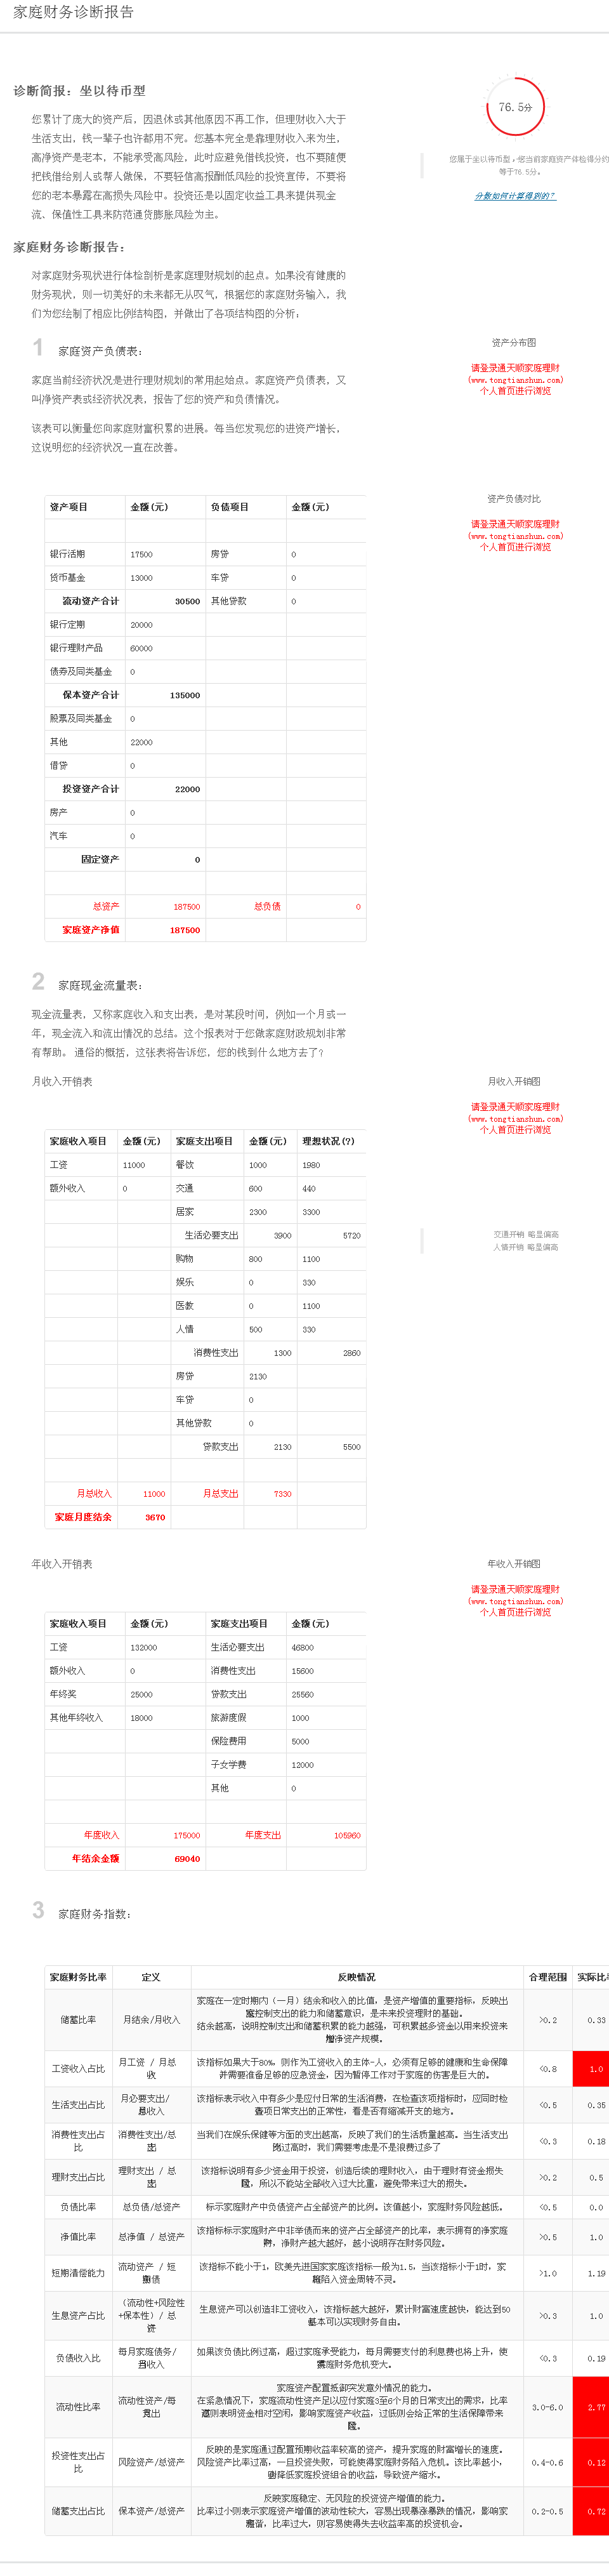 家庭财务诊断报告
诊断简报: 坐以待币型
您累计了庞大的资产后, 因退休或其他原因不再工作, 但理财收入大于
生活支出, 钱一辈子也许都用不完。您基本完全是靠理财收入来为生,
高净资产是老本, 不能承受高风险, 此时应避免借钱投资, 也不要随便
把钱借给别人或帮人做保, 不要轻信高报酬低风险的投资宣传, 不要将
您的老本暴露在高损失风险中。投资还是以固定收益工具来提供现金
流、保值性工具来防范通货膨胀风险为主。
76.5分
您属于坐以待币型,您当前家庭资产体检得分约
等于76.5分。
分数如何计算得到的?
家庭财务诊断报告:
对家庭财务现状进行体检剖析是家庭理财规划的起点。如果没有健康的
财务现状, 则一切美好的未来都无从叹气, 根据您的家庭财务输入, 我
们为您绘制了相应比例结构图, 并做出了各项结构图的分析;
1 家庭资产负债表:
家庭当前经济状况是进行理财规划的常用起始点。家庭资产负债表, 又
叫净资产表或经济状况表, 报告了您的资产和负债情况。
该表可以衡量您向家庭财富积累的进展。每当您发现您的进资产增长,
这说明您的经济状况一直在改善。
资产分布图
请登录通天顺家庭理财
(www.tongtianshun.com)
个人首页进行浏览
资产项目 金额(元) 负债项目 金额(元)
银行活期 17500 房贷 0
货币基金 13000 车贷 0
流动资产合计 30500 其他贷款 0
银行定期 20000
银行理财产品 60000
债券及同类基金 0
保本资产合计 135000
股票及同类基金 0
其他 22000
借贷 0
投资资产合计 22000
房产 0
汽车 0
固定资产 0
总资产 187500 总负债 0
家庭资产净值 187500
资产负债对比
请登录通天顺家庭理财
(www.tongtianshun.com)
个人首页进行浏览
2 家庭现金流量表:
现金流量表, 又称家庭收入和支出表, 是对某段时间, 例如一个月或一
年, 现金流入和流出情况的总结。这个报表对于您做家庭财政规划非常
有帮助。 通俗的概括, 这张表将告诉您, 您的钱到什么地方去了?
月收入开销表
月收入开销图
请登录通天顺家庭理财
(www.tongtianshun.com)
个人首页进行浏览
家庭收入项目 金额(元) 家庭支出项目 金额(元) 理想状况(?)
工资 11000 餐饮 1000 1980
额外收入 0 交通 600 440
居家 2300 3300
生活必要支出 3900 5720
购物 800 1100
娱乐 0 330
医教 0 1100
人情 500 330
消费性支出 1300 2860
房贷 2130
车贷 0
其他贷款 0
贷款支出 2130 5500
月总收入 11000 月总支出 7330
家庭月度结余 3670
交通开销 略显偏高
人情开销 略显偏高
年收入开销表
年收入开销图
请登录通天顺家庭理财
(www.tongtianshun.com)
个人首页进行浏览
家庭收入项目 金额(元) 家庭支出项目 金额(元)
工资 132000 生活必要支出 46800
额外收入 0 消费性支出 15600
年终奖 25000 贷款支出 25560
其他年终收入 18000 旅游度假 1000
保险费用 5000
子女学费 12000
其他 0
年度收入 175000 年度支出 105960
年结余金额 69040
3 家庭财务指数:
家庭财务比率 定义 反映情况 合理范围 实际比
储蓄比率 月结余/月收入 家庭在一定时期内(一月)结余和收入的比值, 是资产增值的重要指标, 反映出家庭控制支出的能力和储蓄意识, 是未来投资理财的基础。
结余越高, 说明控制支出和储蓄积累的能力越强, 可积累越多资金以用来投资来增加净资产规模。 >0.2 0.33
工资收入占比 月工资 / 月总收入 该指标如果大于80%, 则作为工资收入的主体-人, 必须有足够的健康和生命保障并需要准备足够的应急资金, 因为暂停工作对于家庭的伤害是巨大的。 <0.8 1.0
生活支出占比 月必要支出/总收入 该指标表示收入中有多少是应付日常的生活消费, 在检查该项指标时, 应同时检查各项日常支出的正常性, 看是否有缩减开支的地方。 <0.5 0.35
消费性支出占比 消费性支出/总支出 当我们在娱乐保健等方面的支出越高, 反映了我们的生活质量越高。当生活支出比过高时, 我们需要考虑是不是浪费过多了 <0.3 0.18
理财支出占比 理财支出 / 总支出 该指标说明有多少资金用于投资, 创造后续的理财收入, 由于理财有资金损失风险, 所以不能站全部收入过大比重, 避免带来过大的损失。 >0.2 0.5
负债比率 总负债/总资产 标示家庭财产中负债资产占全部资产的比例。该值越小, 家庭财务风险越低。 <0.5 0.0
净值比率 总净值 / 总资产 该指标标示家庭财产中非举债而来的资产占全部资产的比率, 表示拥有的净家庭财产, 净财产越大越好, 越小说明存在财务风险。 >0.5 1.0
短期清偿能力 流动资产 / 短期负债 该指标不能小于1, 欧美先进国家家庭该指标一般为1.5, 当该指标小于1时, 家庭将陷入资金周转不灵。 >1.0 1.19
生息资产占比 (流动性+风险性+保本性) / 总资产 生息资产可以创造非工资收入, 该指标越大越好, 累计财富速度越快, 能达到50基本可以实现财务自由。 >0.3 1.0
负债收入比 每月家庭债务/月收入 如果该负债比例过高, 超过家庭承受能力, 每月需要支付的利息费也将上升, 使家庭财务危机变大。 <0.3 0.19
流动性比率 流动性资产/每月支出 家庭资产配置抵御突发意外情况的能力。
在紧急情况下, 家庭流动性资产足以应付家庭3至6个月的日常支出的需求, 比率过高则表明资金相对空闲, 影响家庭资产收益, 过低则会给正常的生活保障带来风险。 3.0-6.0 2.77
投资性支出占比 风险资产/总资产 反映的是家庭通过配置预期收益率较高的资产, 提升家庭的财富增长的速度。
风险资产比率过高, 一旦投资失败, 可能使得家庭财务陷入危机。该比率越小, 则降低家庭投资组合的收益, 导致资产缩水。 0.4-0.6 0.12
储蓄支出占比 保本资产/总资产 反映家庭稳定、无风险的投资资产增值的能力。
比率过小则表示家庭资产增值的波动性较大, 容易出现暴涨暴跌的情况, 影响家庭和谐, 比率过大, 则容易使得失去收益率高的投资机会。 0.2-0.5 0.72